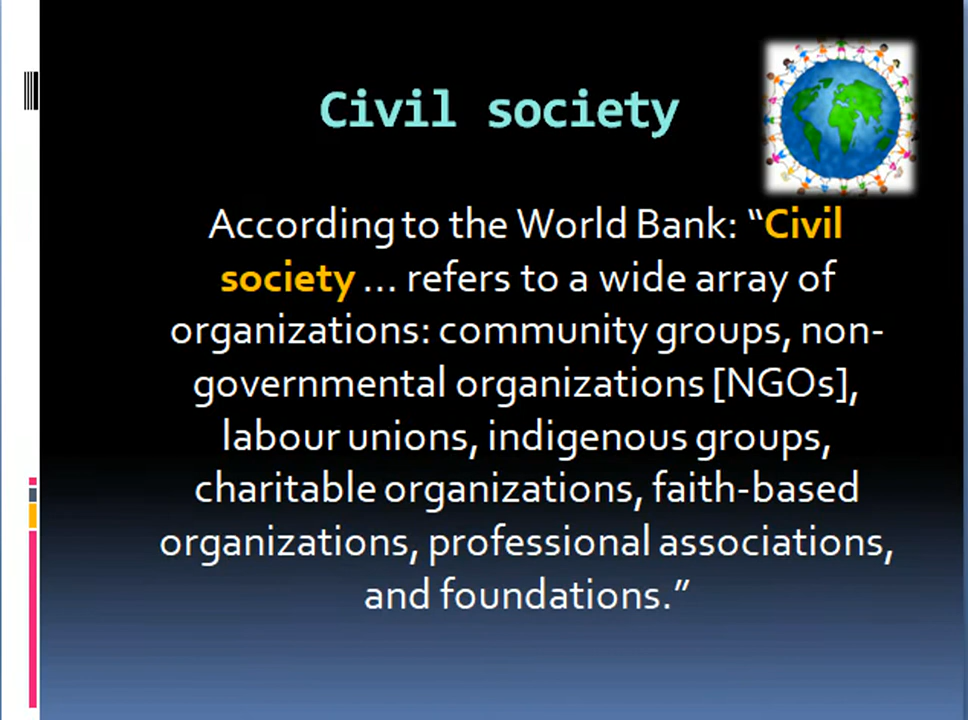 Civil society
According to the World Bank: “Civil
society ... refers to a wide array of
organizations: community groups, non-
governmental organizations [NGOs],
labour unions, indigenous groups,
charitable organizations, faith-based
organizations, professional associations,
and foundations.”